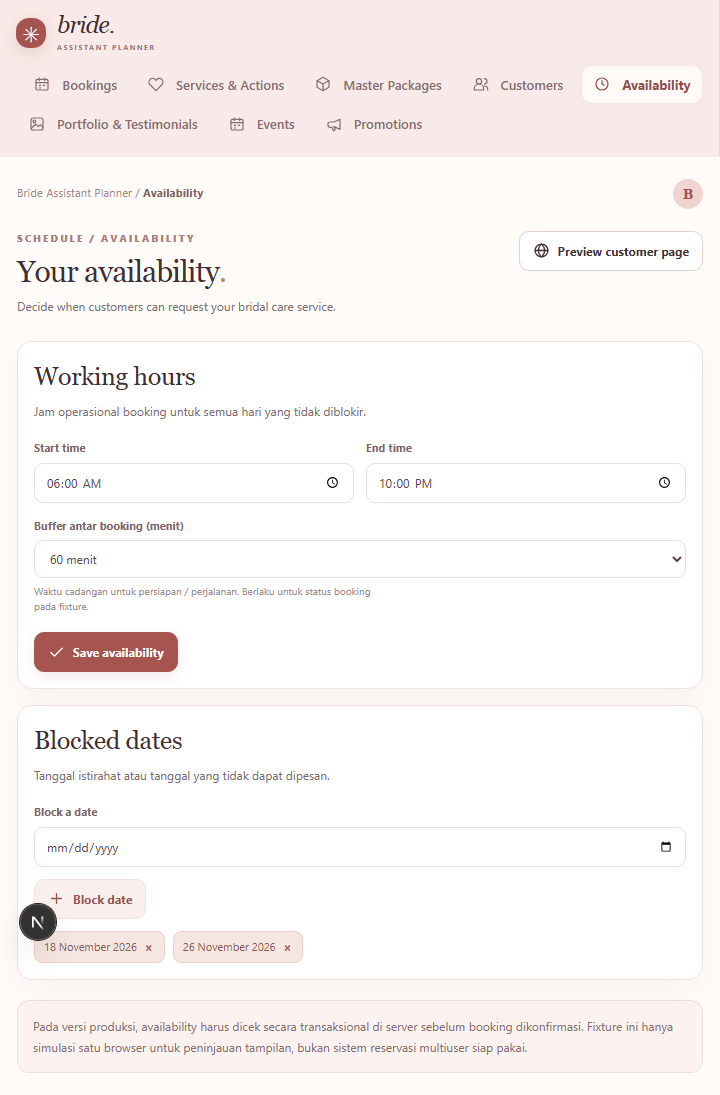 bride.
ASSISTANT PLANNER
Bookings
Services & Actions
Master Packages
Customers
Availability
Portfolio & Testimonials
Events
Promotions
Bride Assistant Planner / Availability
B
SCHEDULE / AVAILABILITY
Your availability.
Preview customer page
Decide when customers can request your bridal care service.
Working hours
Jam operasional booking untuk semua hari yang tidak diblokir.
Start time
End time
06:00 AM
10:00 PM
Buffer antar booking (menit)
60 menit
Waktu cadangan untuk persiapan / perjalanan. Berlaku untuk status booking
pada fixture.
Save availability
Blocked dates
Tanggal istirahat atau tanggal yang tidak dapat dipesan.
Block a date
mm/dd/yyyy
Block date
N
18 November 2026 ×
26 November 2026 ×
Pada versi produksi, availability harus dicek secara transaksional di server sebelum booking dikonfirmasi. Fixture ini hanya
simulasi satu browser untuk peninjauan tampilan, bukan sistem reservasi multiuser siap pakai.